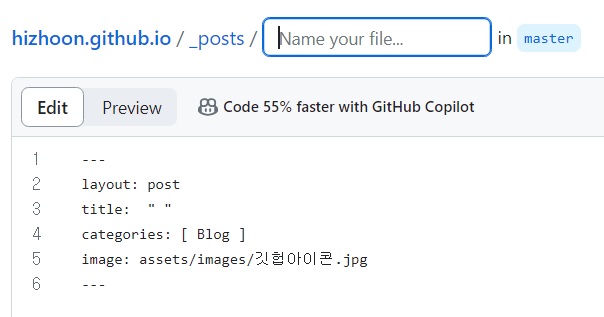 hizhoon.github.io / _posts / Name your file... in master
Edit Preview Code 55% faster with GitHub Copilot
1 ---
2 layout: post
3 title:  " "
4 categories: [ Blog ]
5 image: assets/images/깃헙아이콘.jpg
6 ---